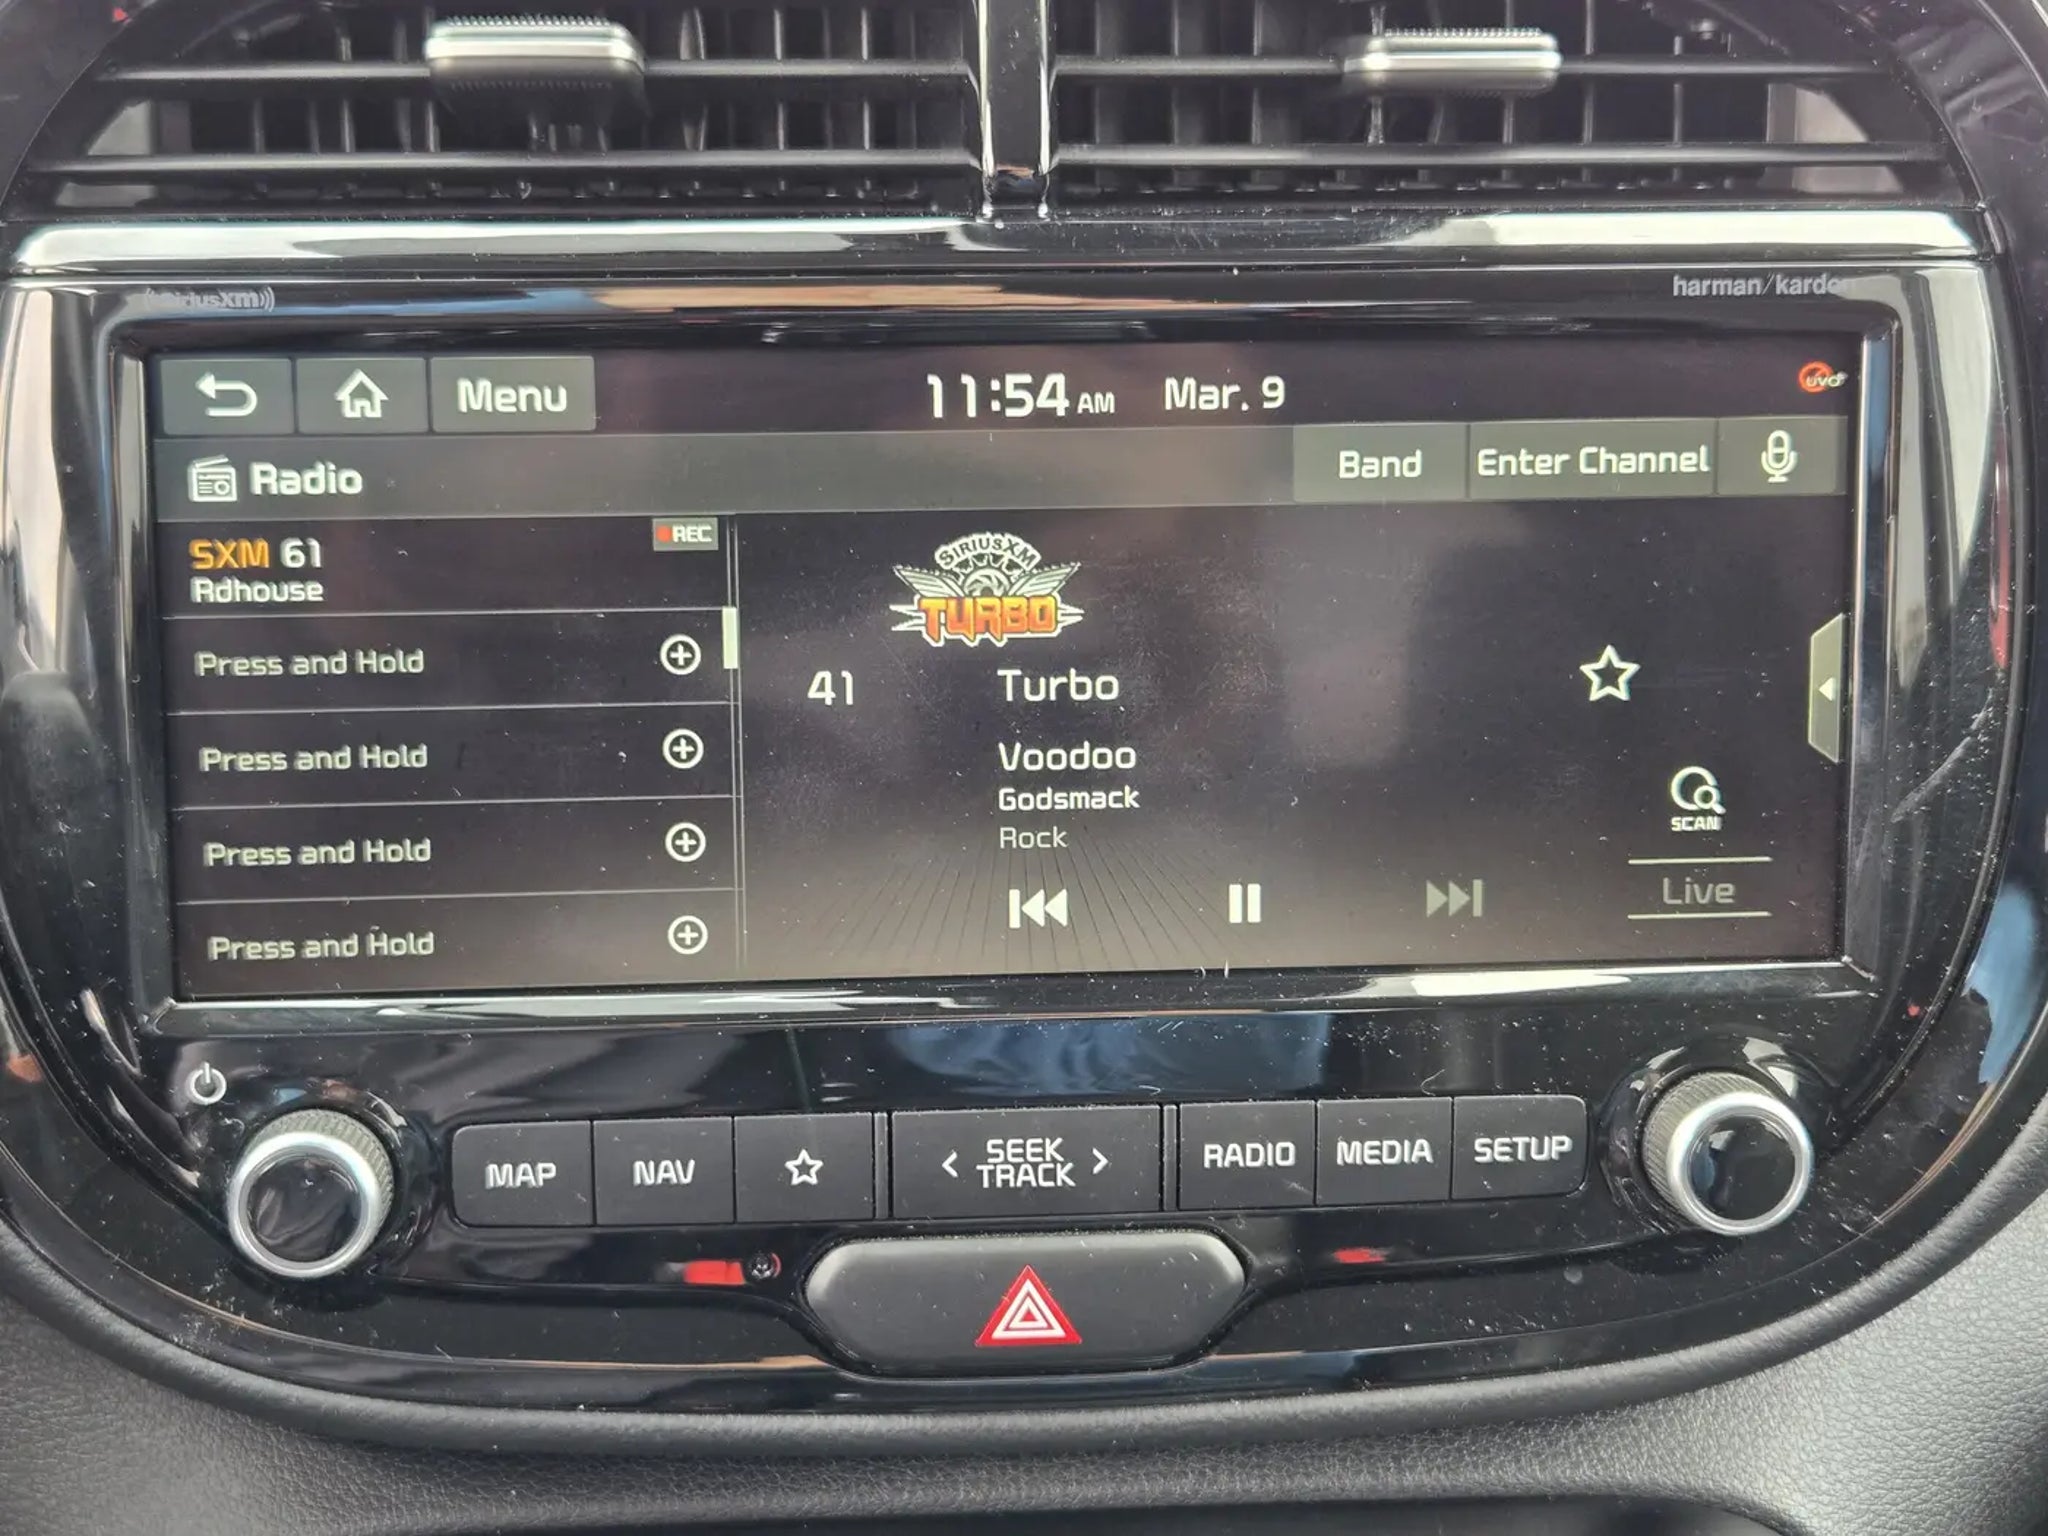 ((SiriusXM))
harman/kardon
Menu
11:54 AM Mar. 9
UVO
Radio
Band
Enter Channel
SXM 61
REC
Rdhouse
Press and Hold
Press and Hold
Press and Hold
Press and Hold
SIRIUSXM
TURBO
41 Turbo
Voodoo
Godsmack
Rock
SCAN
Live
MAP
NAV
< SEEK >
TRACK
RADIO
MEDIA
SETUP